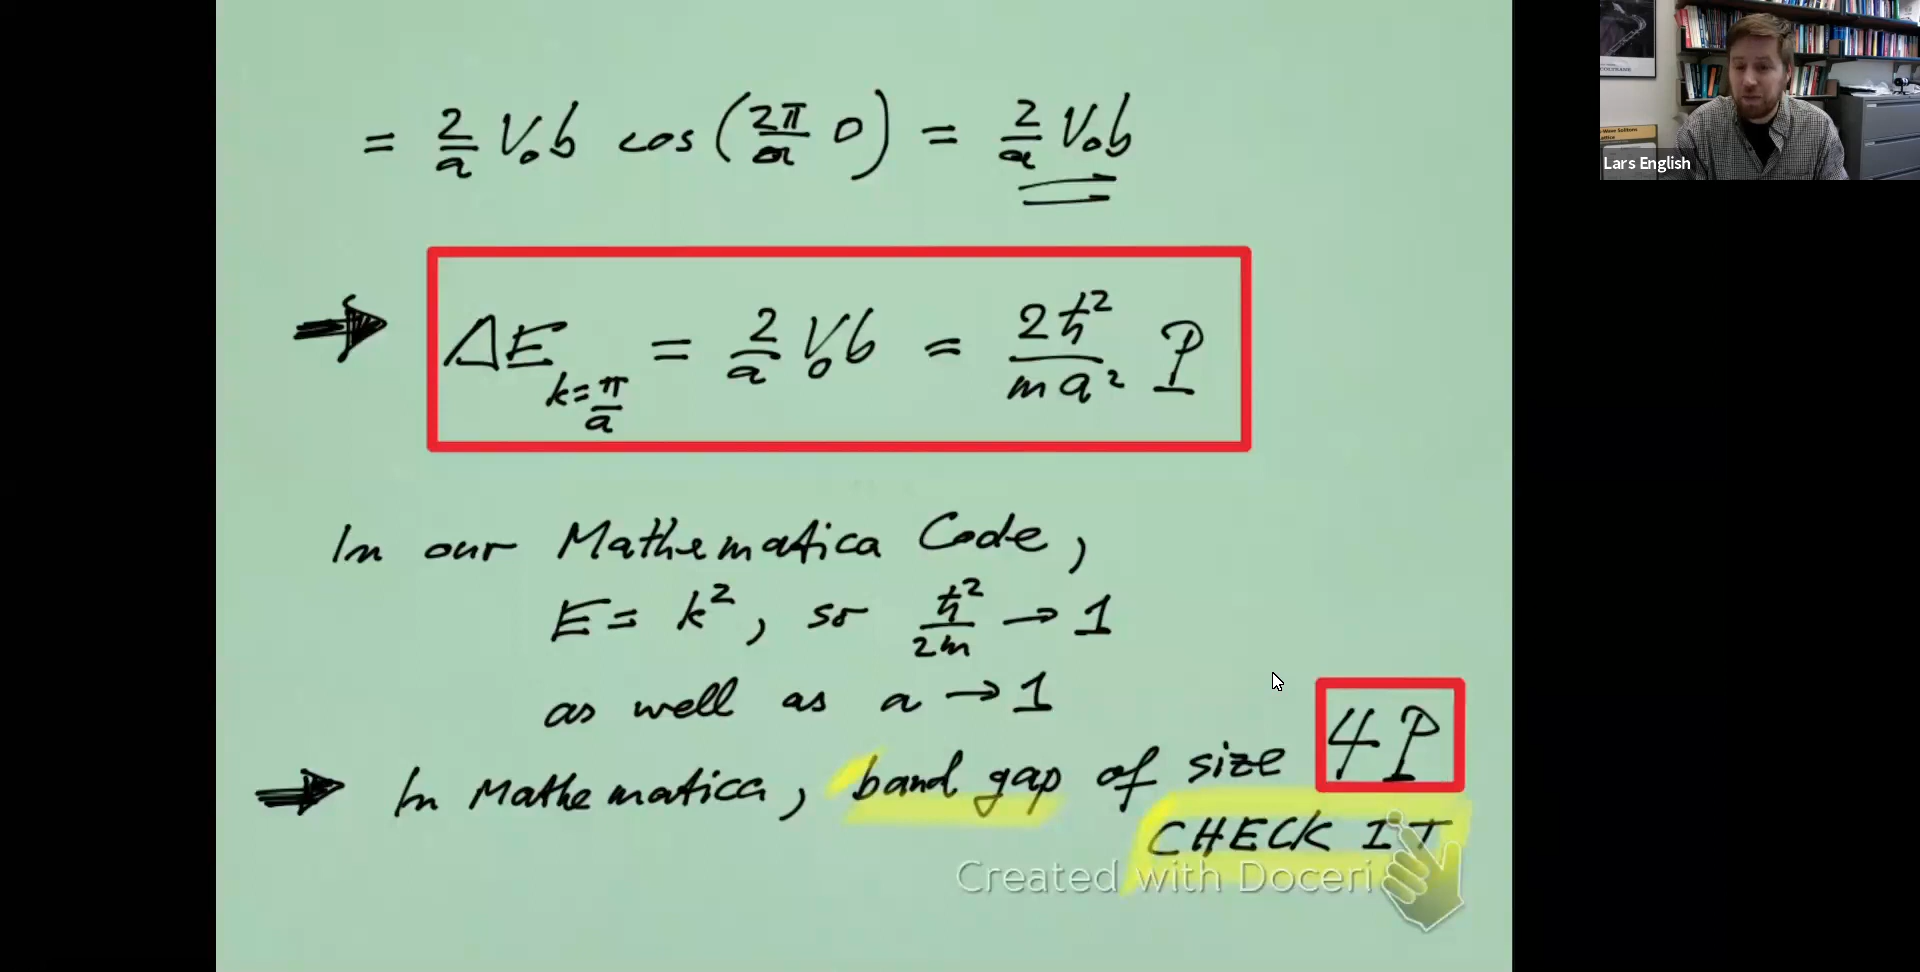 = 2/a V₀b cos (2π/a 0) = 2/a V₀b
ΔE k=π/a = 2/a V₀b = 2ħ²/ma² P
In our Mathematica Code,
E = k², so ħ²/2m → 1
as well as a → 1
⇒ In Mathematica, band gap of size 4P
CHECK IT
Created with Doceri
Lars English